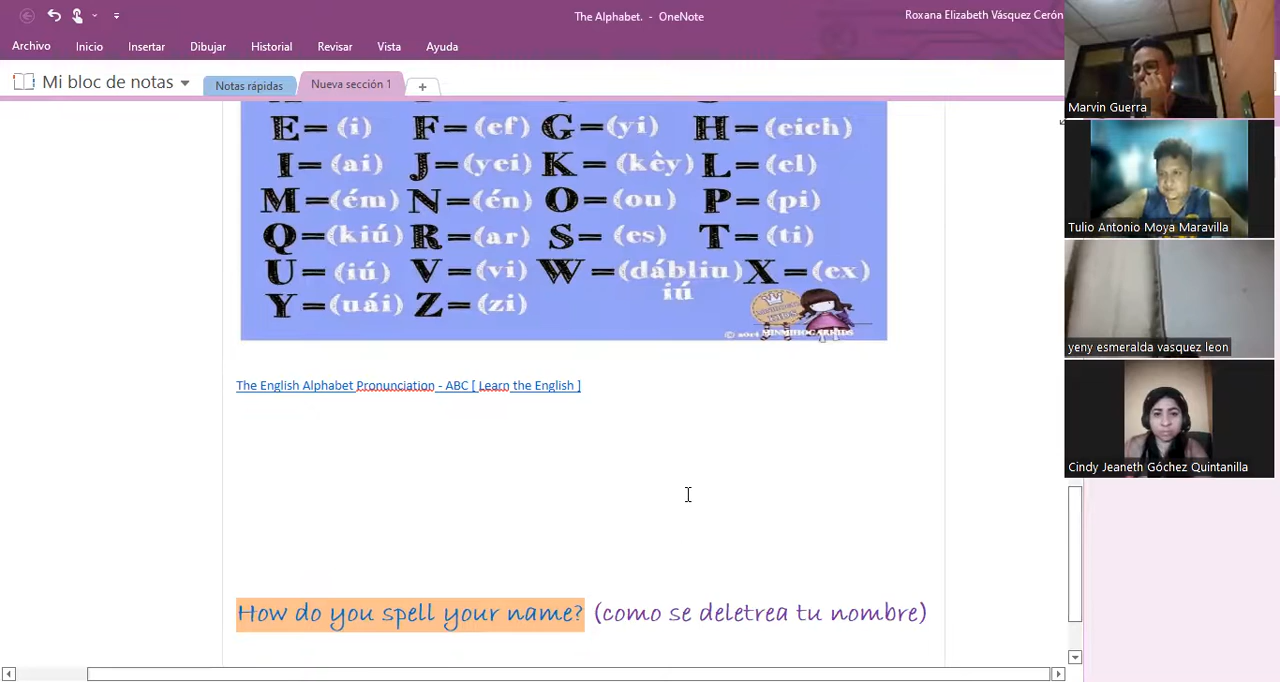 The Alphabet. - OneNote
Roxana Elizabeth Vásquez Cerón
Archivo Inicio Insertar Dibujar Historial Revisar Vista Ayuda
Mi bloc de notas Notas rápidas Nueva sección 1 +
E= (i) F= (ef) G=(yi) H= (eich)
I= (ai) J=(yei) K= (kèy) L= (el)
M=(ém) N= (én) O= (ou) P= (pi)
Q=(kiú) R= (ar) S= (es) T= (ti)
U= (iú) V= (vi) W=(dábliu) X=(ex)
iú
Y=(uái) Z= (zi)
The English Alphabet Pronunciation - ABC [ Learn the English ]
How do you spell your name? (como se deletrea tu nombre)
Marvin Guerra
Tulio Antonio Moya Maravilla
yeny esmeralda vasquez leon
Cindy Jeaneth Góchez Quintanilla